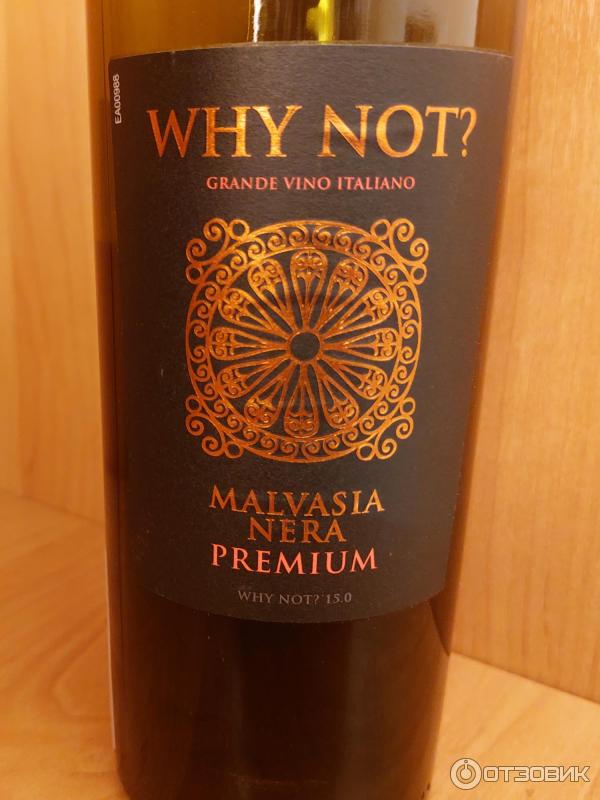 EA00988
WHY NOT?
GRANDE VINO ITALIANO
MALVASIA
NERA
PREMIUM
WHY NOT? 15.0
ОТЗОВИК